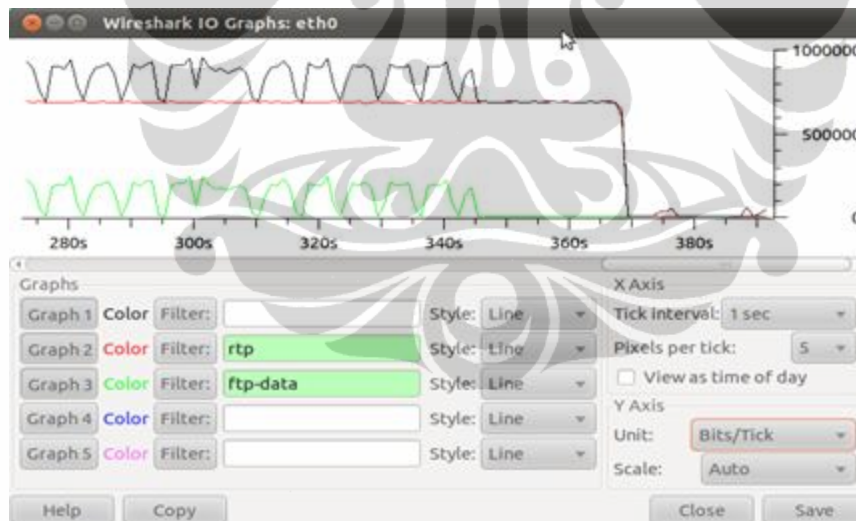 Wireshark IO Graphs: eth0
1000000
500000
0
280s 300s 320s 340s 360s 380s
Graphs
X Axis
Graph 1 Color Filter: Style: Line
Tick interval: 1 sec
Graph 2 Color Filter: rtp Style: Line
Pixels per tick: 5
Graph 3 Color Filter: ftp-data Style: Line
View as time of day
Graph 4 Color Filter: Style: Line
Y Axis
Unit: Bits/Tick
Graph 5 Color Filter: Style: Line
Scale: Auto
Help Copy Close Save